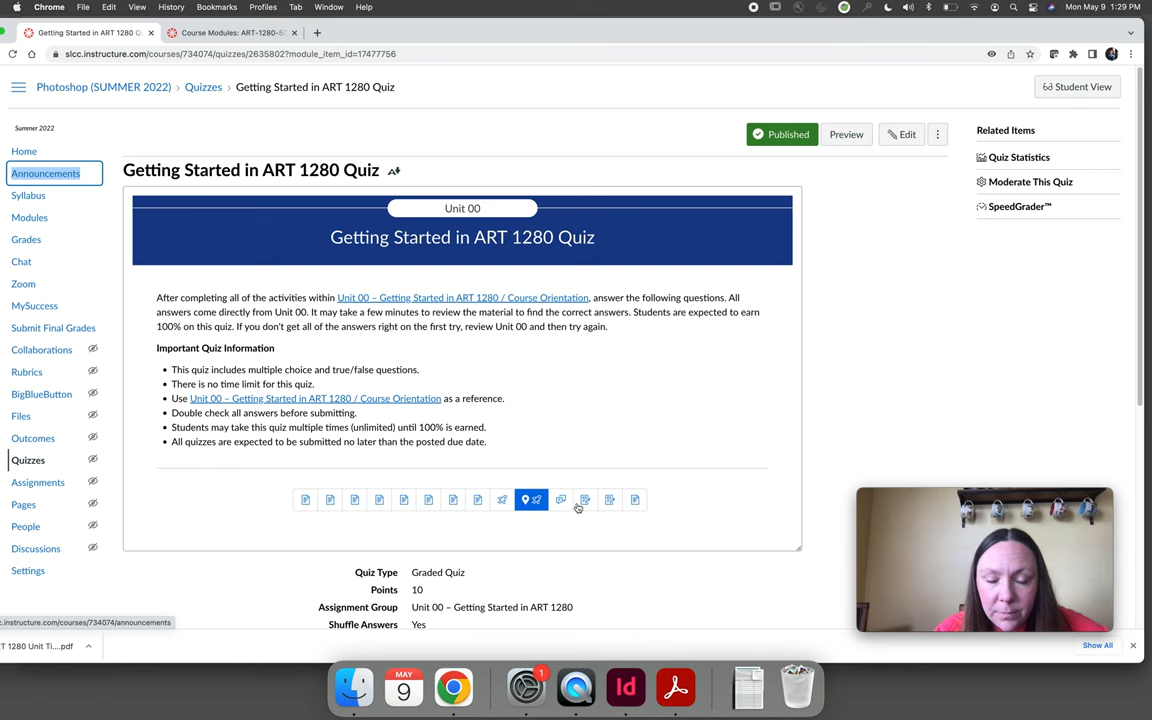 Chrome File Edit View History Bookmarks Profiles Tab Window Help Mon May 9 1:29 PM
Getting Started in ART 1280 Q
Course Modules: ART-1280-50
slcc.instructure.com/courses/734074/quizzes/2635802?module_item_id=17477756
Photoshop (SUMMER 2022) > Quizzes > Getting Started in ART 1280 Quiz
Student View
Summer 2022
Home
Announcements
Syllabus
Modules
Grades
Chat
Zoom
MySuccess
Submit Final Grades
Collaborations
Rubrics
BigBlueButton
Files
Outcomes
Quizzes
Assignments
Pages
People
Discussions
Settings
Published
Preview
Edit
Getting Started in ART 1280 Quiz
Unit 00
Getting Started in ART 1280 Quiz
After completing all of the activities within Unit 00 – Getting Started in ART 1280 / Course Orientation, answer the following questions. All
answers come directly from Unit 00. It may take a few minutes to review the material to find the correct answers. Students are expected to earn
100% on this quiz. If you don't get all of the answers right on the first try, review Unit 00 and then try again.
Important Quiz Information
• This quiz includes multiple choice and true/false questions.
• There is no time limit for this quiz.
• Use Unit 00 – Getting Started in ART 1280 / Course Orientation as a reference.
• Double check all answers before submitting.
• Students may take this quiz multiple times (unlimited) until 100% is earned.
• All quizzes are expected to be submitted no later than the posted due date.
Quiz Type Graded Quiz
Points 10
Assignment Group Unit 00 – Getting Started in ART 1280
Shuffle Answers Yes
Related Items
Quiz Statistics
Moderate This Quiz
SpeedGrader™
c.instructure.com/courses/734074/announcements
T 1280 Unit Ti....pdf
Show All
1
MAY
9
Id